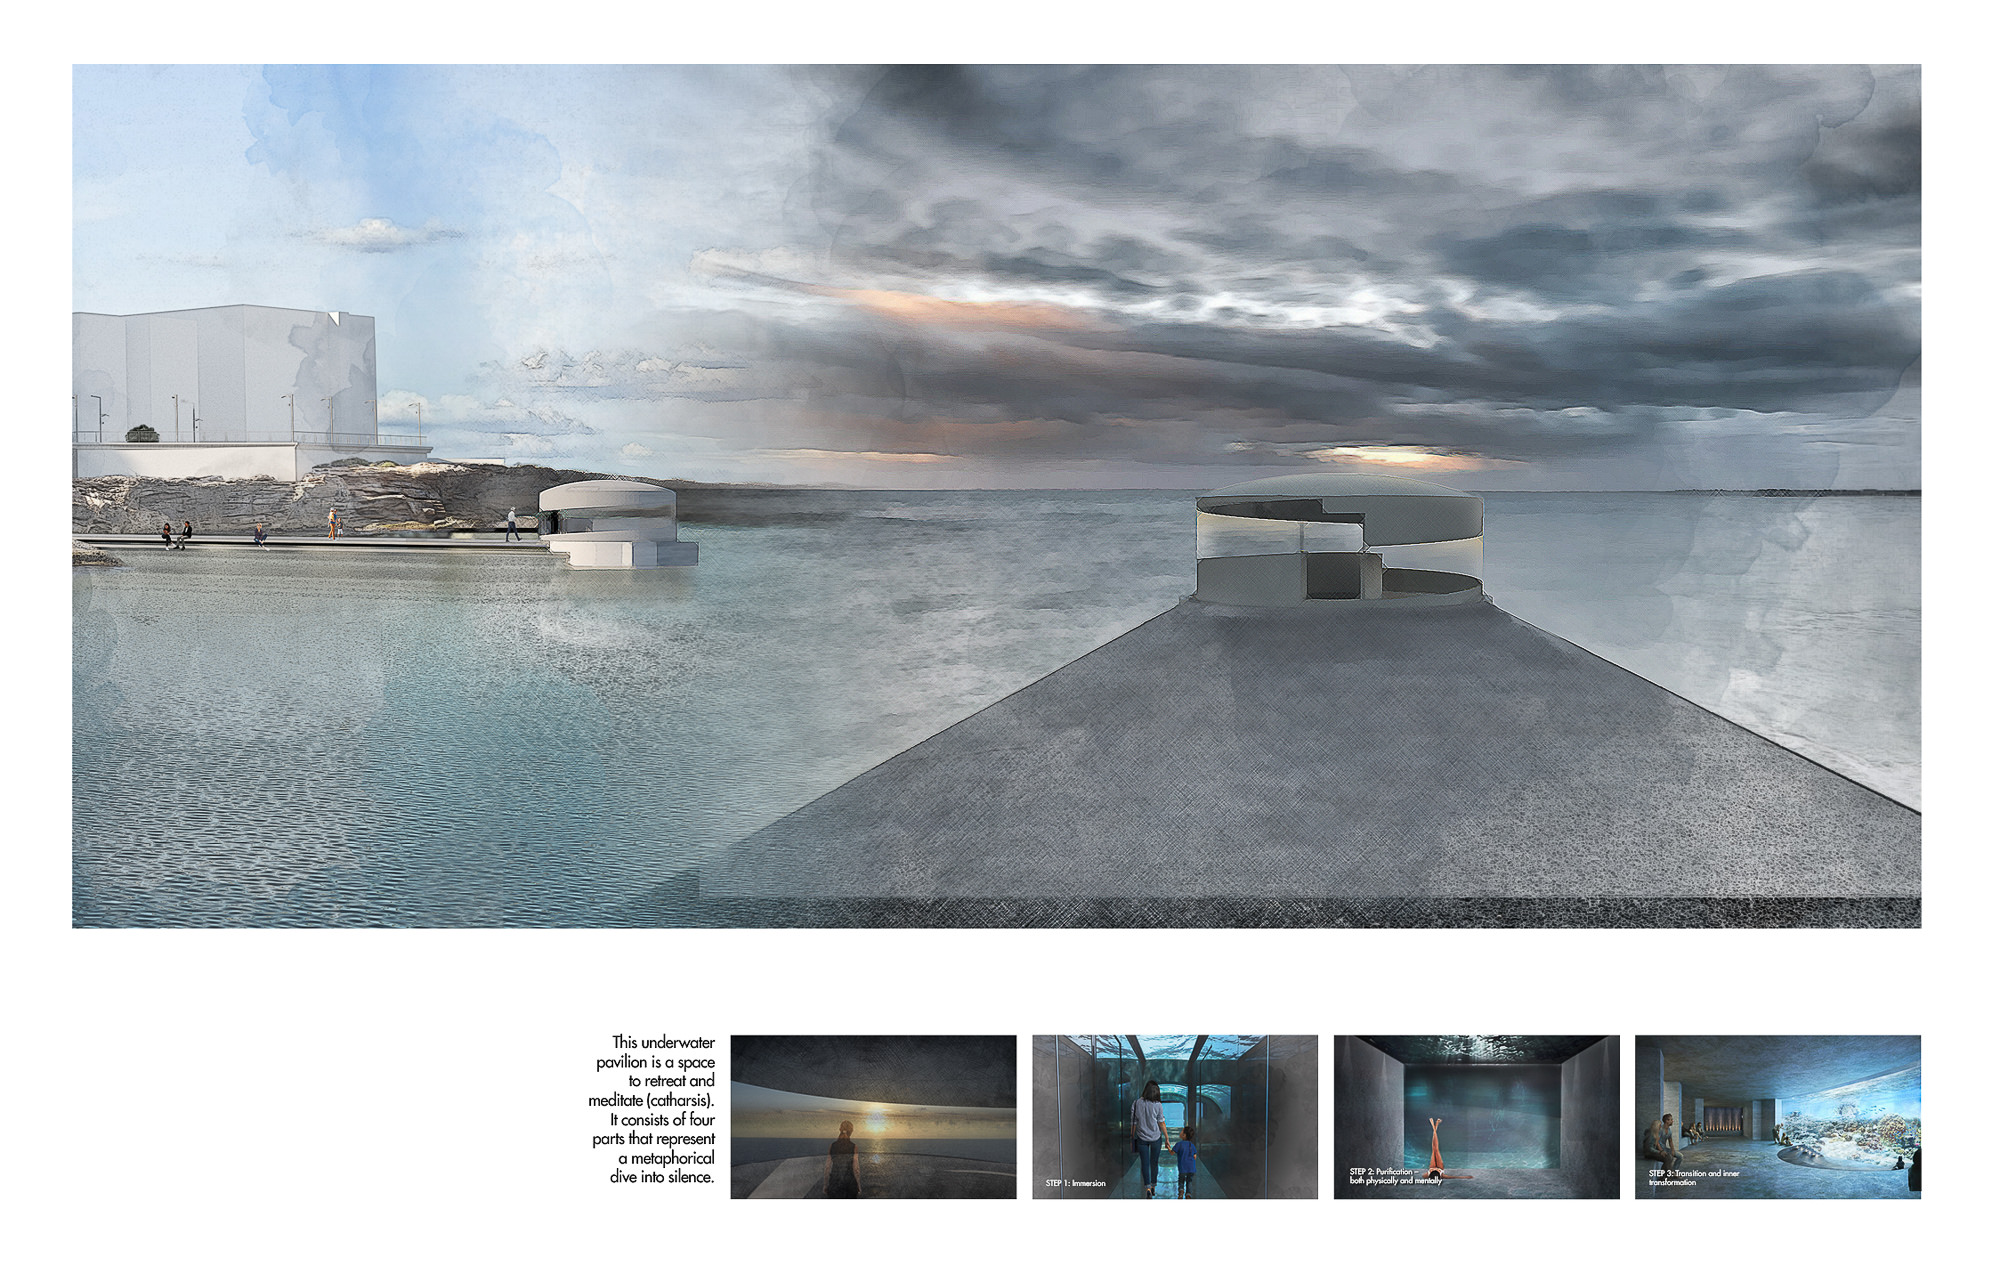 This underwater
pavilion is a space
to retreat and
meditate (catharsis).
It consists of four
parts that represent
a metaphorical
dive into silence.
STEP 1: Immersion
STEP 2: Purification –
both physically and mentally
STEP 3: Transition and inner
transformation